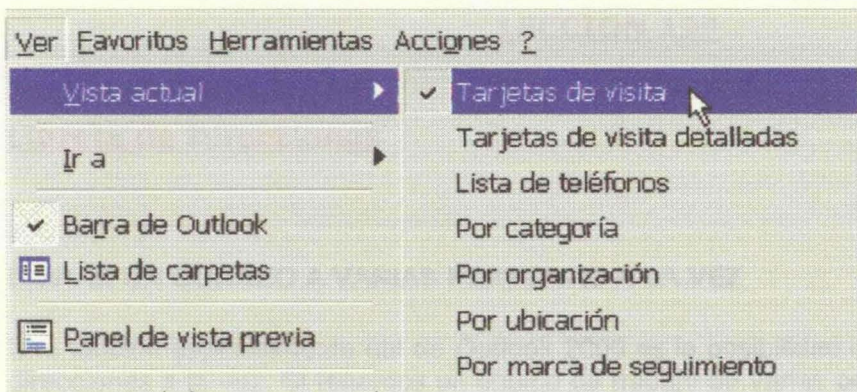 Ver Favoritos Herramientas Acciones ?
Vista actual
Ir a
Barra de Outlook
Lista de carpetas
Panel de vista previa
Tarjetas de visita
Tarjetas de visita detalladas
Lista de teléfonos
Por categoría
Por organización
Por ubicación
Por marca de seguimiento